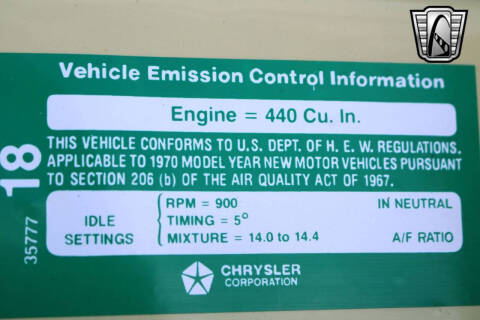 Vehicle Emission Control Information
Engine = 440 Cu. In.
18
35777
THIS VEHICLE CONFORMS TO U.S. DEPT. OF H. E. W. REGULATIONS.
APPLICABLE TO 1970 MODEL YEAR NEW MOTOR VEHICLES PURSUANT
TO SECTION 206 (b) OF THE AIR QUALITY ACT OF 1967.
IDLE
SETTINGS
RPM = 900 IN NEUTRAL
TIMING = 5°
MIXTURE = 14.0 to 14.4 A/F RATIO
CHRYSLER
CORPORATION